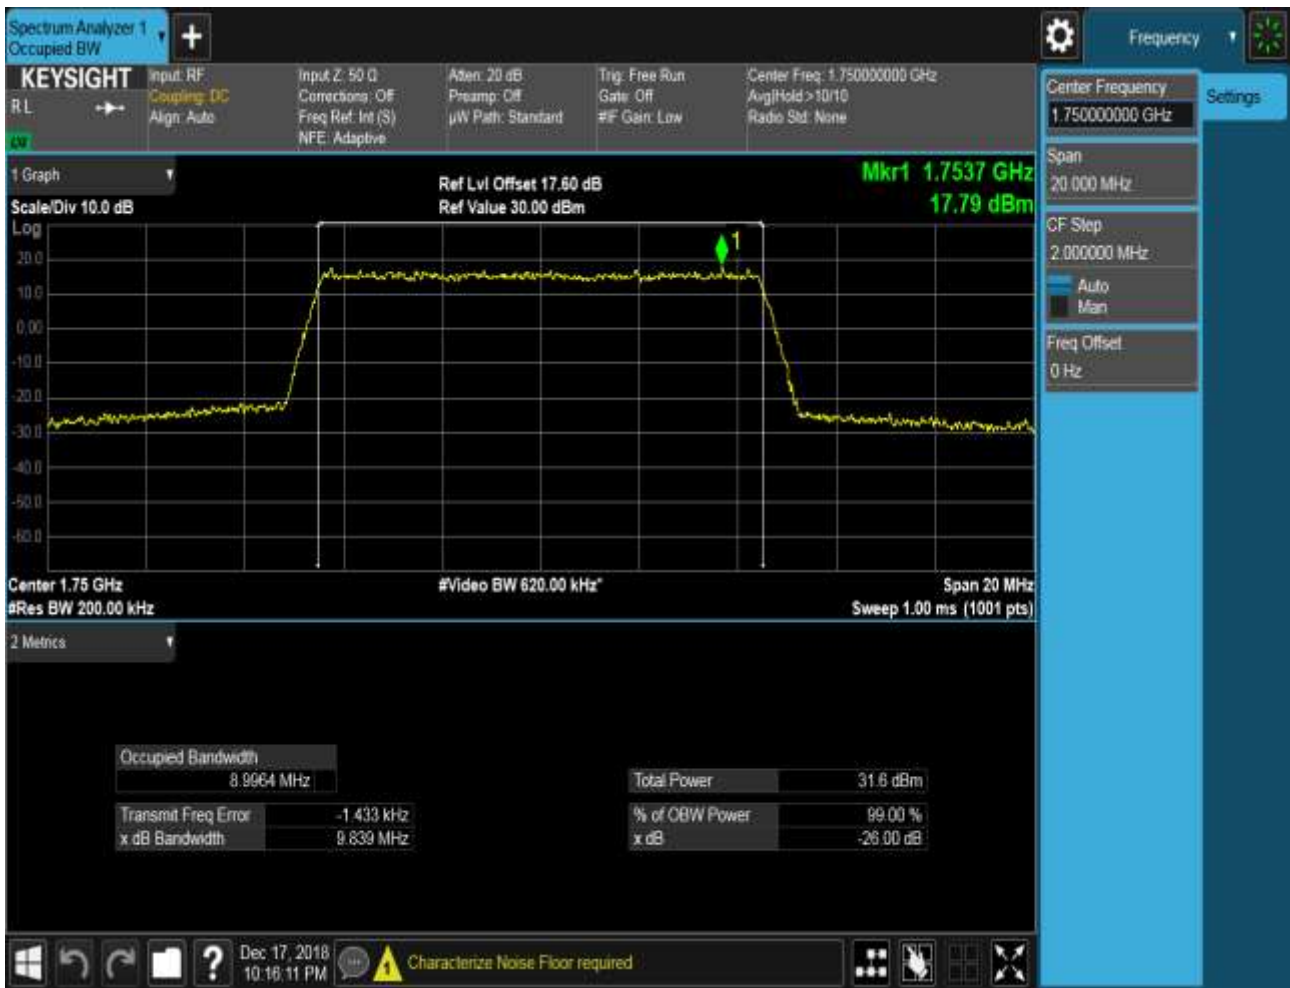 Spectrum Analyzer 1
Occupied BW
Frequency
KEYSIGHT
R L
Input: RF
Coupling: DC
Align: Auto
Input Z: 50 Ω
Corrections: Off
Freq Ref: Int (S)
NFE: Adaptive
Atten: 20 dB
Preamp: Off
µW Path: Standard
Trig: Free Run
Gate: Off
#IF Gain: Low
Center Freq: 1.750000000 GHz
Avg|Hold:>10/10
Radio Std: None
Center Frequency
1.750000000 GHz
Settings
Span
20.000 MHz
CF Step
2.000000 MHz
Auto
Man
Freq Offset
0 Hz
1 Graph
Scale/Div 10.0 dB
Ref Lvl Offset 17.60 dB
Ref Value 30.00 dBm
Mkr1 1.7537 GHz
17.79 dBm
Log
1
20.0
10.0
0.00
-10.0
-20.0
-30.0
-40.0
-50.0
-60.0
Center 1.75 GHz
#Video BW 620.00 kHz*
Span 20 MHz
#Res BW 200.00 kHz
Sweep 1.00 ms (1001 pts)
2 Metrics
Occupied Bandwidth
8.9964 MHz
Total Power 31.6 dBm
Transmit Freq Error -1.433 kHz
% of OBW Power 99.00 %
x dB Bandwidth 9.839 MHz
x dB -26.00 dB
?
Dec 17, 2018
10:16:11 PM
1
Characterize Noise Floor required